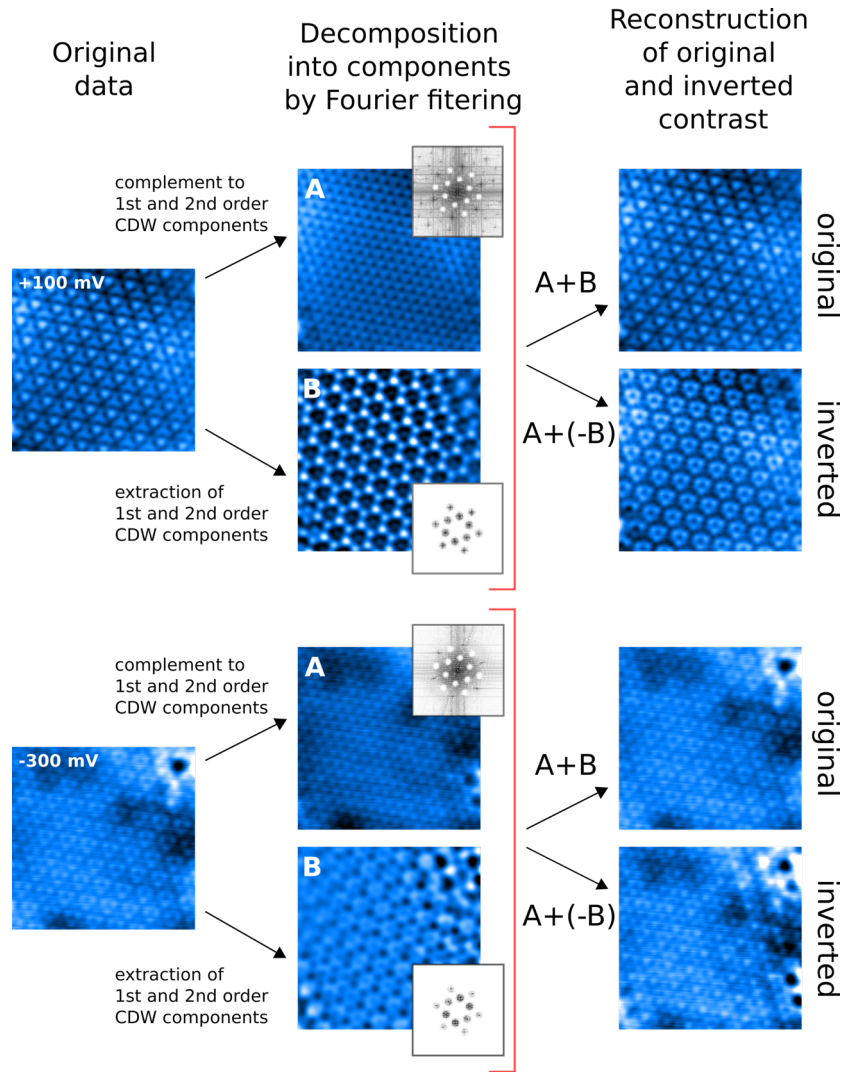 Original
data
Decomposition
into components
by Fourier fitering
Reconstruction
of original
and inverted
contrast
complement to
1st and 2nd order
CDW components
+100 mV
extraction of
1st and 2nd order
CDW components
A
B
A+B
A+(-B)
original
inverted
complement to
1st and 2nd order
CDW components
-300 mV
extraction of
1st and 2nd order
CDW components
A
B
A+B
A+(-B)
original
inverted